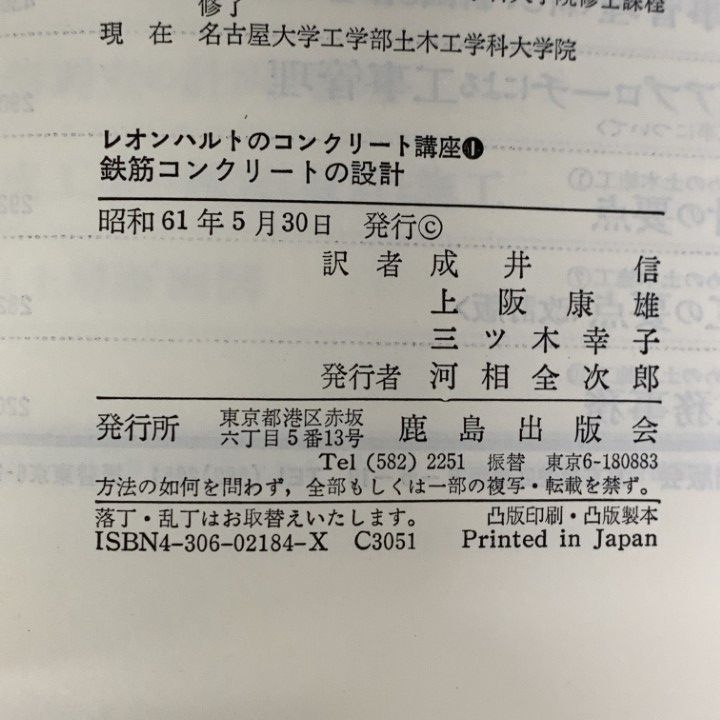 修了
現在 名古屋大学工学部土木工学科大学院
レオンハルトのコンクリート講座❶
鉄筋コンクリートの設計
昭和61年5月30日 発行©
訳者 成井 信
上阪康雄
三ツ木幸子
発行者 河相全次郎
発行所 東京都港区赤坂六丁目5番13号 鹿島出版会
Tel (582) 2251 振替 東京6-180883
方法の如何を問わず，全部もしくは一部の複写・転載を禁ず。
落丁・乱丁はお取替えいたします。 凸版印刷・凸版製本
ISBN4-306-02184-X C3051 Printed in Japan